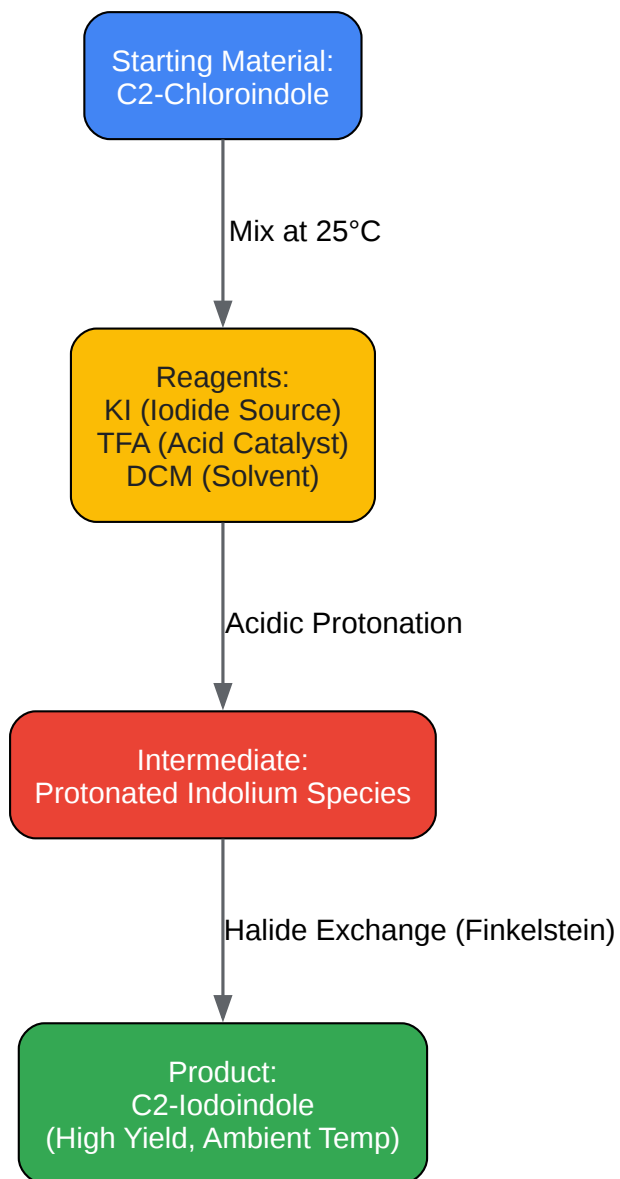 Starting Material:
C2-Chloroindole
Mix at 25°C
Reagents:
KI (Iodide Source)
TFA (Acid Catalyst)
DCM (Solvent)
Acidic Protonation
Intermediate:
Protonated Indolium Species
Halide Exchange (Finkelstein)
Product:
C2-Iodoindole
(High Yield, Ambient Temp)